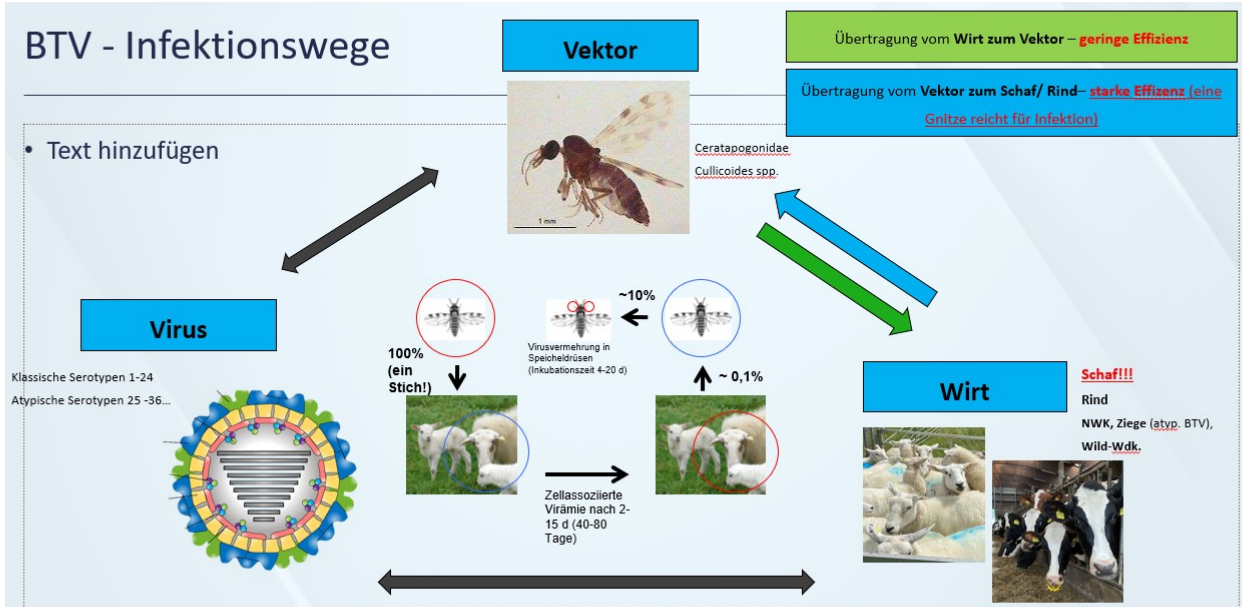 BTV - Infektionswege
Vektor
Übertragung vom Wirt zum Vektor – geringe Effizienz
Übertragung vom Vektor zum Schaf/ Rind– starke Effizenz (eine
Gnitze reicht für Infektion)
• Text hinzufügen
Ceratapogonidae
Cullicoides spp.
1 mm
Virus
Klassische Serotypen 1-24
Atypische Serotypen 25 -36...
~10%
Virusvermehrung in
Speicheldrüsen
(Inkubationszeit 4-20 d)
100%
(ein
Stich!)
~ 0,1%
Zellassoziierte
Virämie nach 2-
15 d (40-80
Tage)
Wirt
Schaf!!!
Rind
NWK, Ziege (atyp. BTV),
Wild-Wdk.